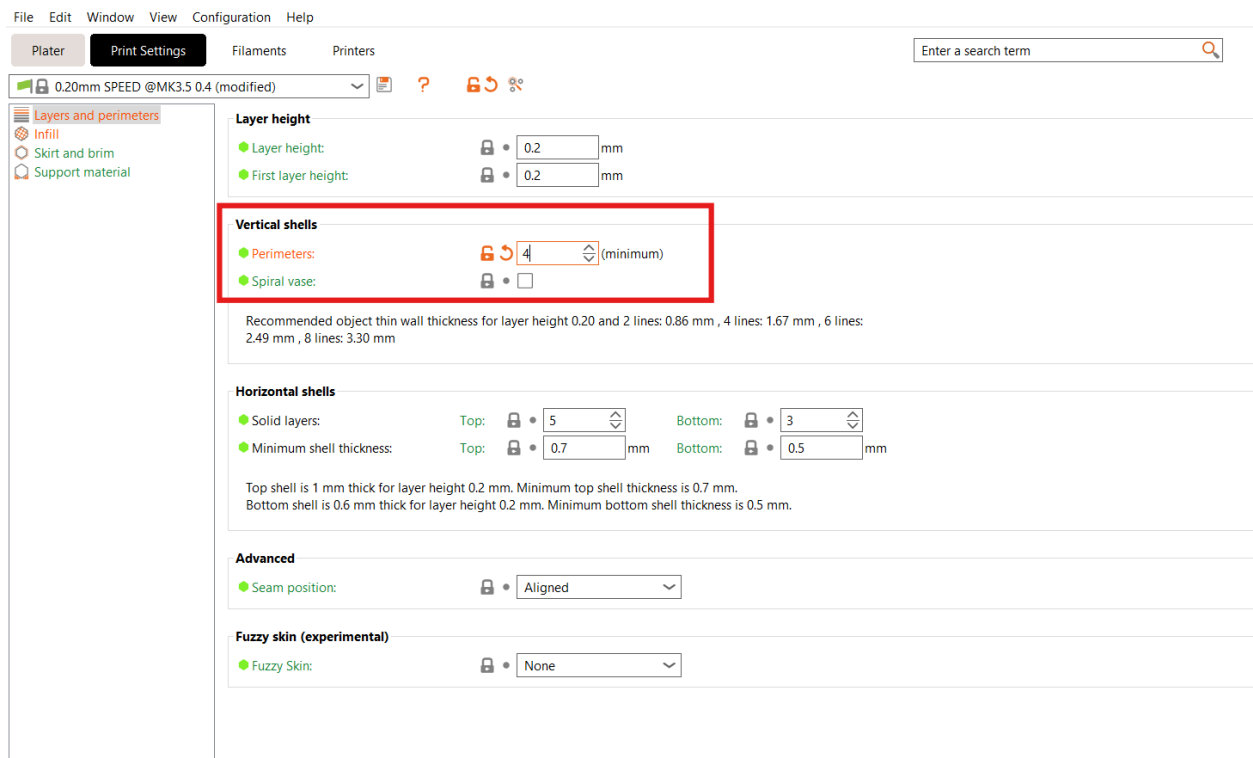 File Edit Window View Configuration Help
Plater Print Settings Filaments Printers Enter a search term
0.20mm SPEED @MK3.5 0.4 (modified) ?
Layers and perimeters
Infill
Skirt and brim
Support material
Layer height
Layer height: 0.2 mm
First layer height: 0.2 mm
Vertical shells
Perimeters: 4 (minimum)
Spiral vase:
Recommended object thin wall thickness for layer height 0.20 and 2 lines: 0.86 mm , 4 lines: 1.67 mm , 6 lines:
2.49 mm , 8 lines: 3.30 mm
Horizontal shells
Solid layers: Top: 5 Bottom: 3
Minimum shell thickness: Top: 0.7 mm Bottom: 0.5 mm
Top shell is 1 mm thick for layer height 0.2 mm. Minimum top shell thickness is 0.7 mm.
Bottom shell is 0.6 mm thick for layer height 0.2 mm. Minimum bottom shell thickness is 0.5 mm.
Advanced
Seam position: Aligned
Fuzzy skin (experimental)
Fuzzy Skin: None